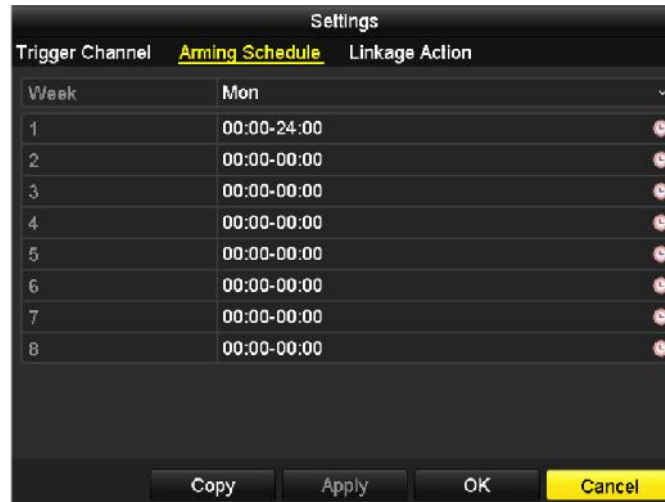 Settings
Trigger Channel Arming Schedule Linkage Action
Week Mon
1 00:00-24:00
2 00:00-00:00
3 00:00-00:00
4 00:00-00:00
5 00:00-00:00
6 00:00-00:00
7 00:00-00:00
8 00:00-00:00
Copy Apply OK Cancel